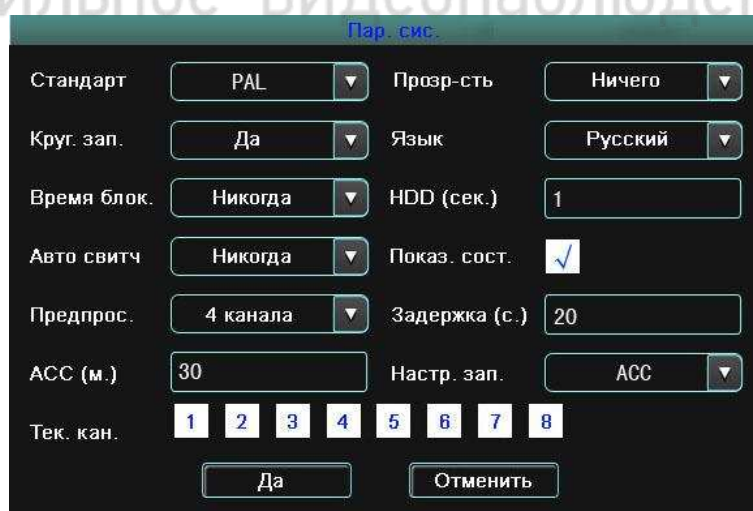 ильное видеонаблюде
Пар. сис.
Стандарт PAL Прозр-сть Ничего
Круг. зап. Да Язык Русский
Время блок. Никогда HDD (сек.) 1
Авто свитч Никогда Показ. сост. √
Предпрос. 4 канала Задержка (с.) 20
ACC (м.) 30 Настр. зап. ACC
Тек. кан. 1 2 3 4 5 6 7 8
Да Отменить